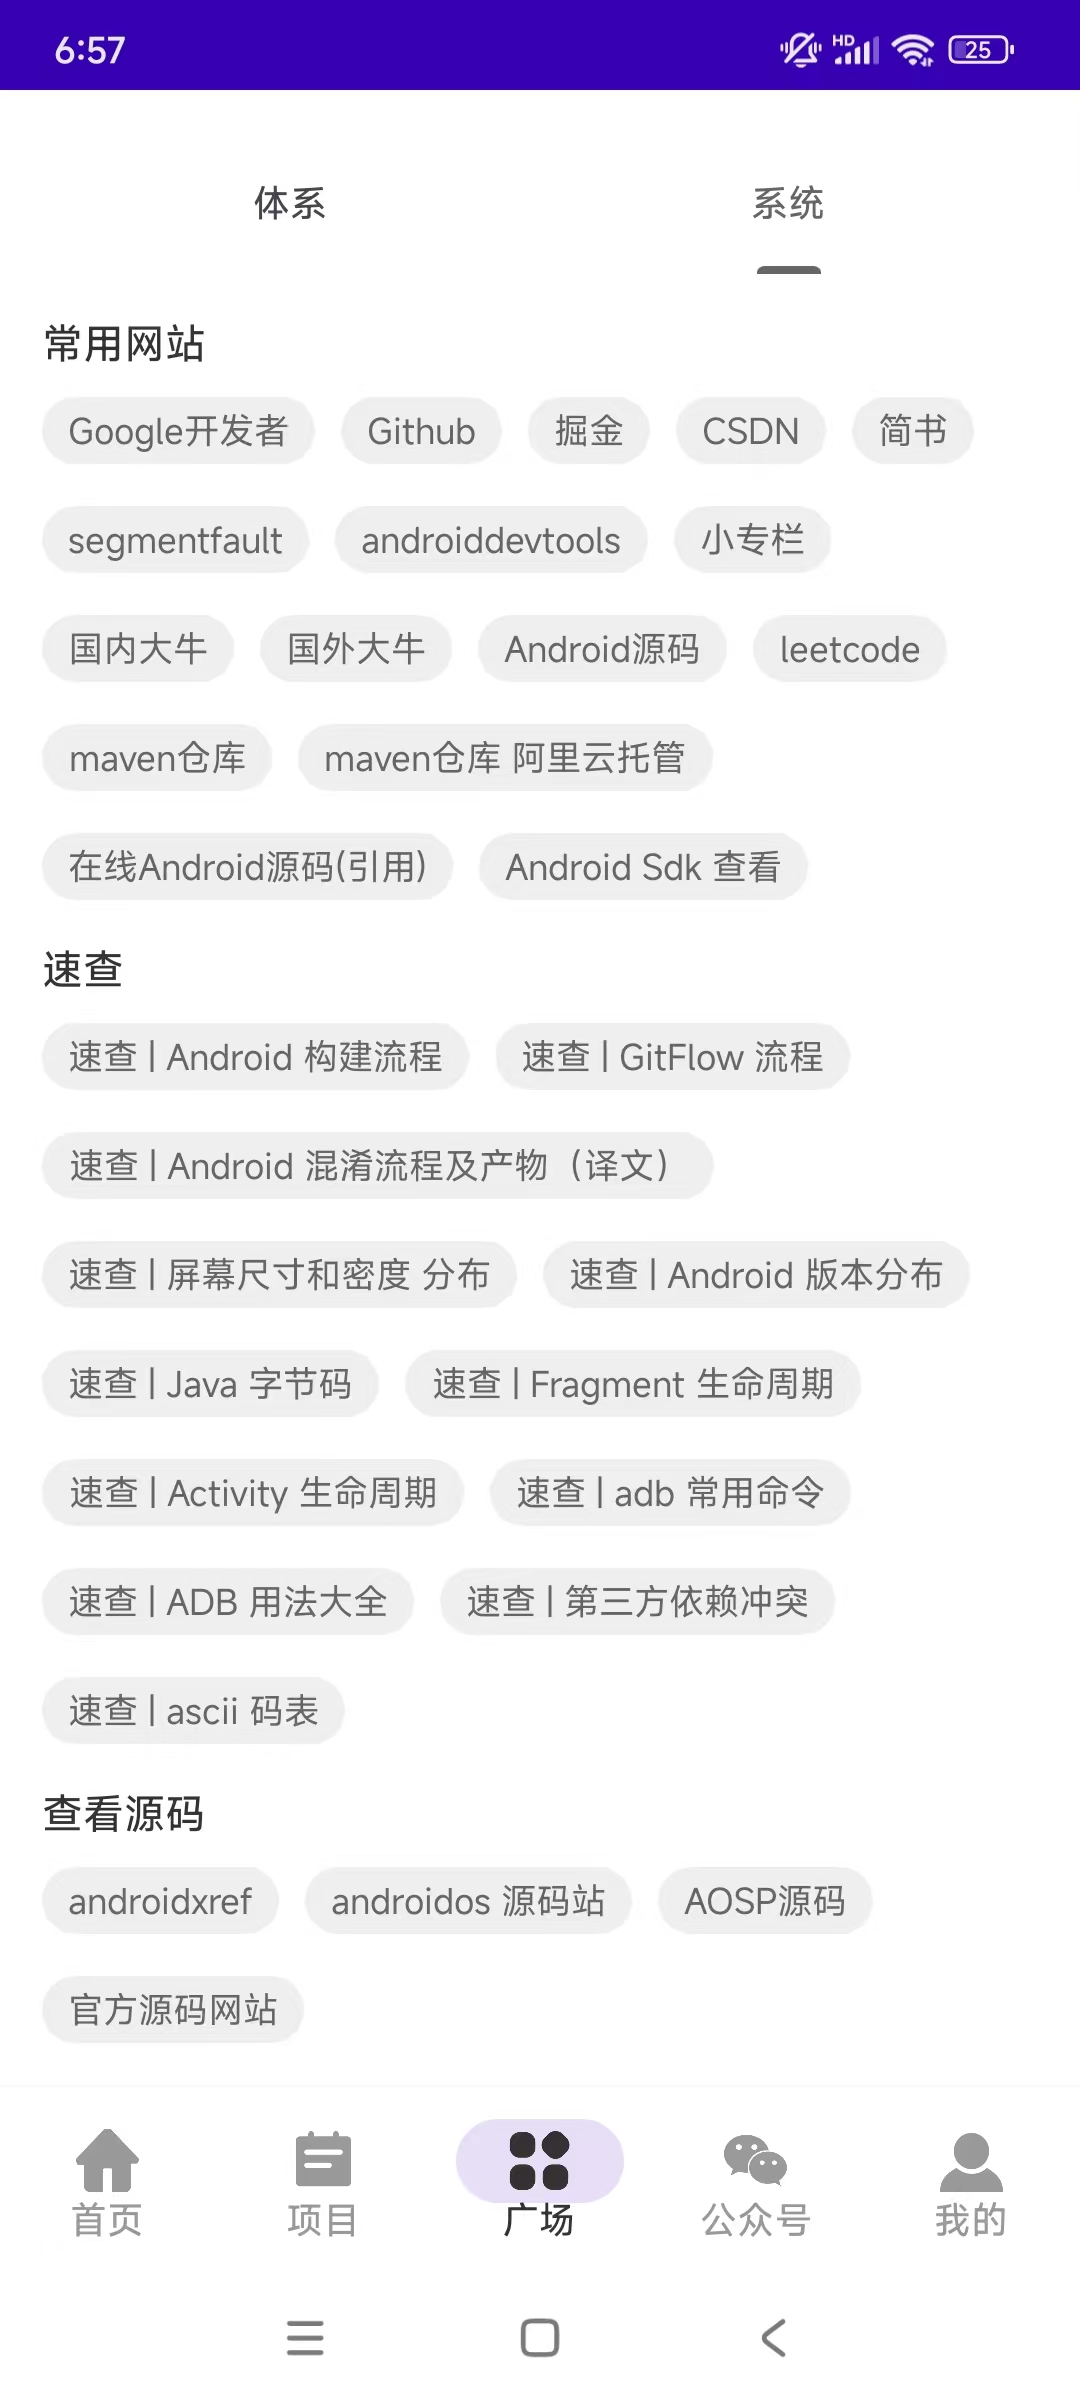 6:57 HD 25
体系 系统
常用网站
Google开发者 Github 掘金 CSDN 简书
segmentfault androiddevtools 小专栏
国内大牛 国外大牛 Android源码 leetcode
maven仓库 maven仓库 阿里云托管
在线Android源码(引用) Android Sdk 查看
速查
速查 | Android 构建流程 速查 | GitFlow 流程
速查 | Android 混淆流程及产物（译文）
速查 | 屏幕尺寸和密度 分布 速查 | Android 版本分布
速查 | Java 字节码 速查 | Fragment 生命周期
速查 | Activity 生命周期 速查 | adb 常用命令
速查 | ADB 用法大全 速查 | 第三方依赖冲突
速查 | ascii 码表
查看源码
androidxref androidos 源码站 AOSP源码
官方源码网站
首页 项目 广场 公众号 我的